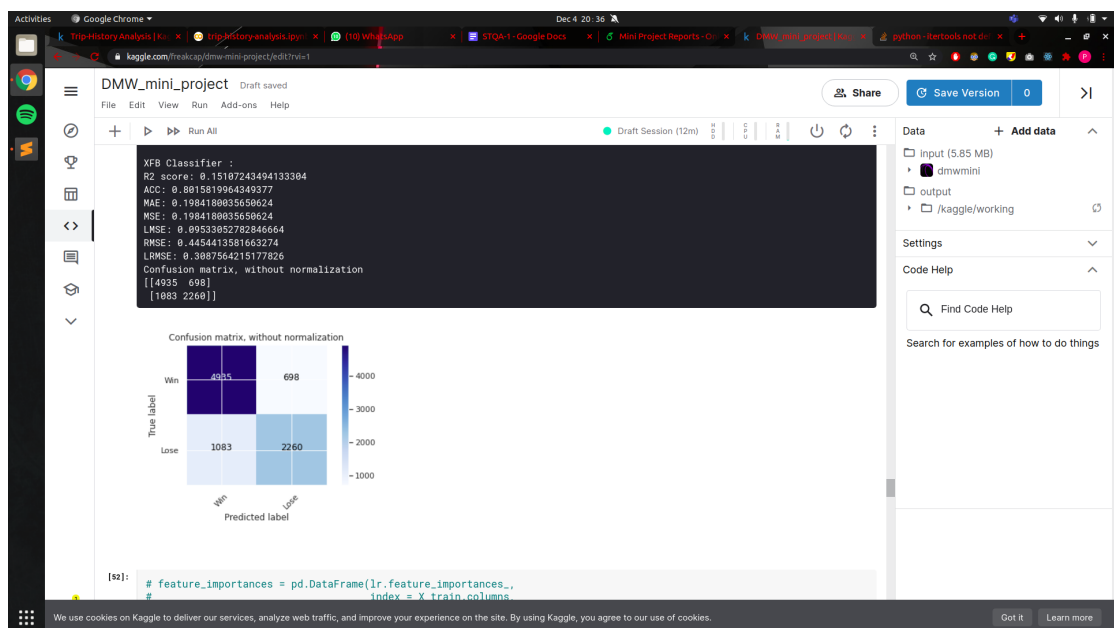 Activities
Google Chrome
Dec 4 20:36
Trip-History Analysis | Ka
trip-history-analysis.ipyn
(10) WhatsApp
STQA-1 - Google Docs
Mini Project Reports - O
DMW_mini_project | Ka
python - itertools not de
kaggle.com/freakcap/dmw-mini-project/edit?rvi=1
DMW_mini_project Draft saved
File Edit View Run Add-ons Help
Share
Save Version 0
Run All
Draft Session (12m)
HDD
CPU
RAM
Data
+ Add data
input (5.85 MB)
dmwmini
output
/kaggle/working
Settings
Code Help
Find Code Help
Search for examples of how to do things
XFB Classifier :
R2 score: 0.15107243494133304
ACC: 0.8015819964349377
MAE: 0.1984180035650624
MSE: 0.1984180035650624
LMSE: 0.09533052782846664
RMSE: 0.4454413581663274
LRMSE: 0.3087564215177826
Confusion matrix, without normalization
[[4935 698]
[1083 2260]]
Confusion matrix, without normalization
Win
4935
698
Lose
1083
2260
True label
Win
Lose
Predicted label
4000
3000
2000
1000
[52]:
# feature_importances = pd.DataFrame(lr.feature_importances_,
# index = X_train.columns,
We use cookies on Kaggle to deliver our services, analyze web traffic, and improve your experience on the site. By using Kaggle, you agree to our use of cookies.
Got it
Learn more